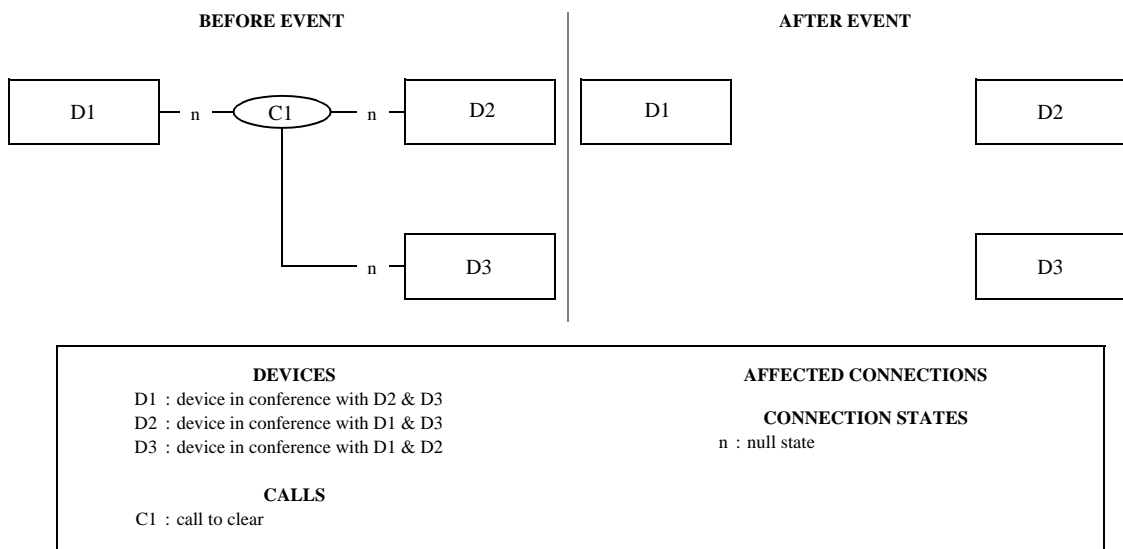 BEFORE EVENT
AFTER EVENT
D1 n C1 n D2
D1 D2
n D3
D3
DEVICES
D1 : device in conference with D2 & D3
D2 : device in conference with D1 & D3
D3 : device in conference with D1 & D2
CALLS
C1 : call to clear
AFFECTED CONNECTIONS
CONNECTION STATES
n : null state